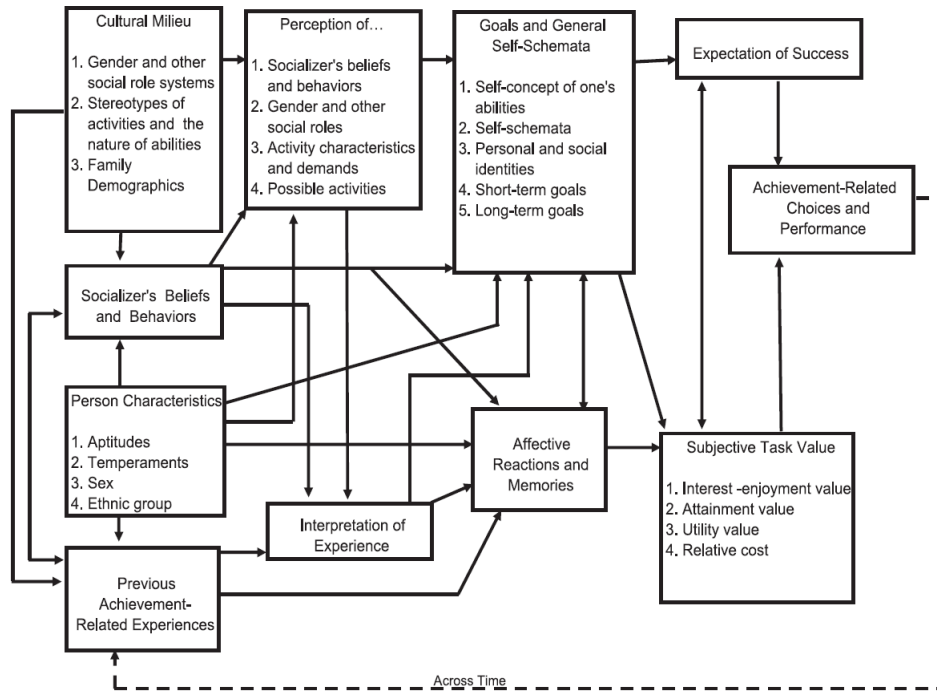 Cultural Milieu
1. Gender and other
social role systems
2. Stereotypes of
activities and the
nature of abilities
3. Family
Demographics
Perception of...
1. Socializer's beliefs
and behaviors
2. Gender and other
social roles
3. Activity characteristics
and demands
4. Possible activities
Goals and General
Self-Schemata
1. Self-concept of one's
abilities
2. Self-schemata
3. Personal and social
identities
4. Short-term goals
5. Long-term goals
Expectation of Success
Achievement-Related
Choices and
Performance
Socializer's Beliefs
and Behaviors
Person Characteristics
1. Aptitudes
2. Temperaments
3. Sex
4. Ethnic group
Previous
Achievement-
Related Experiences
Interpretation of
Experience
Affective
Reactions and
Memories
Subjective Task Value
1. Interest -enjoyment value
2. Attainment value
3. Utility value
4. Relative cost
Across Time